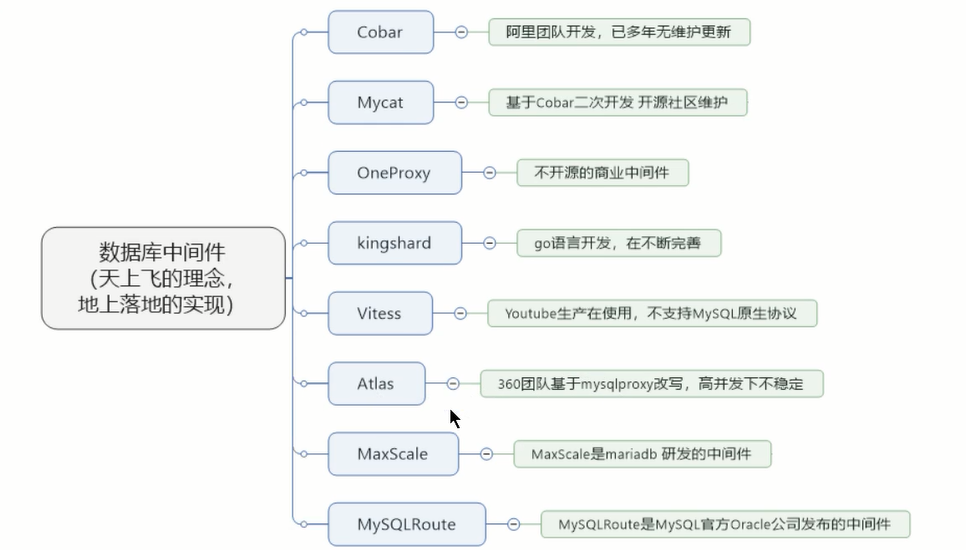 Cobar
阿里团队开发，已多年无维护更新
Mycat
基于Cobar二次开发 开源社区维护
OneProxy
不开源的商业中间件
kingshard
go语言开发，在不断完善
数据库中间件
（天上飞的理念，
地上落地的实现）
Vitess
Youtube生产在使用，不支持MySQL原生协议
Atlas
360团队基于mysqlproxy改写，高并发下不稳定
MaxScale
MaxScale是mariadb 研发的中间件
MySQLRoute
MySQLRoute是MySQL官方Oracle公司发布的中间件